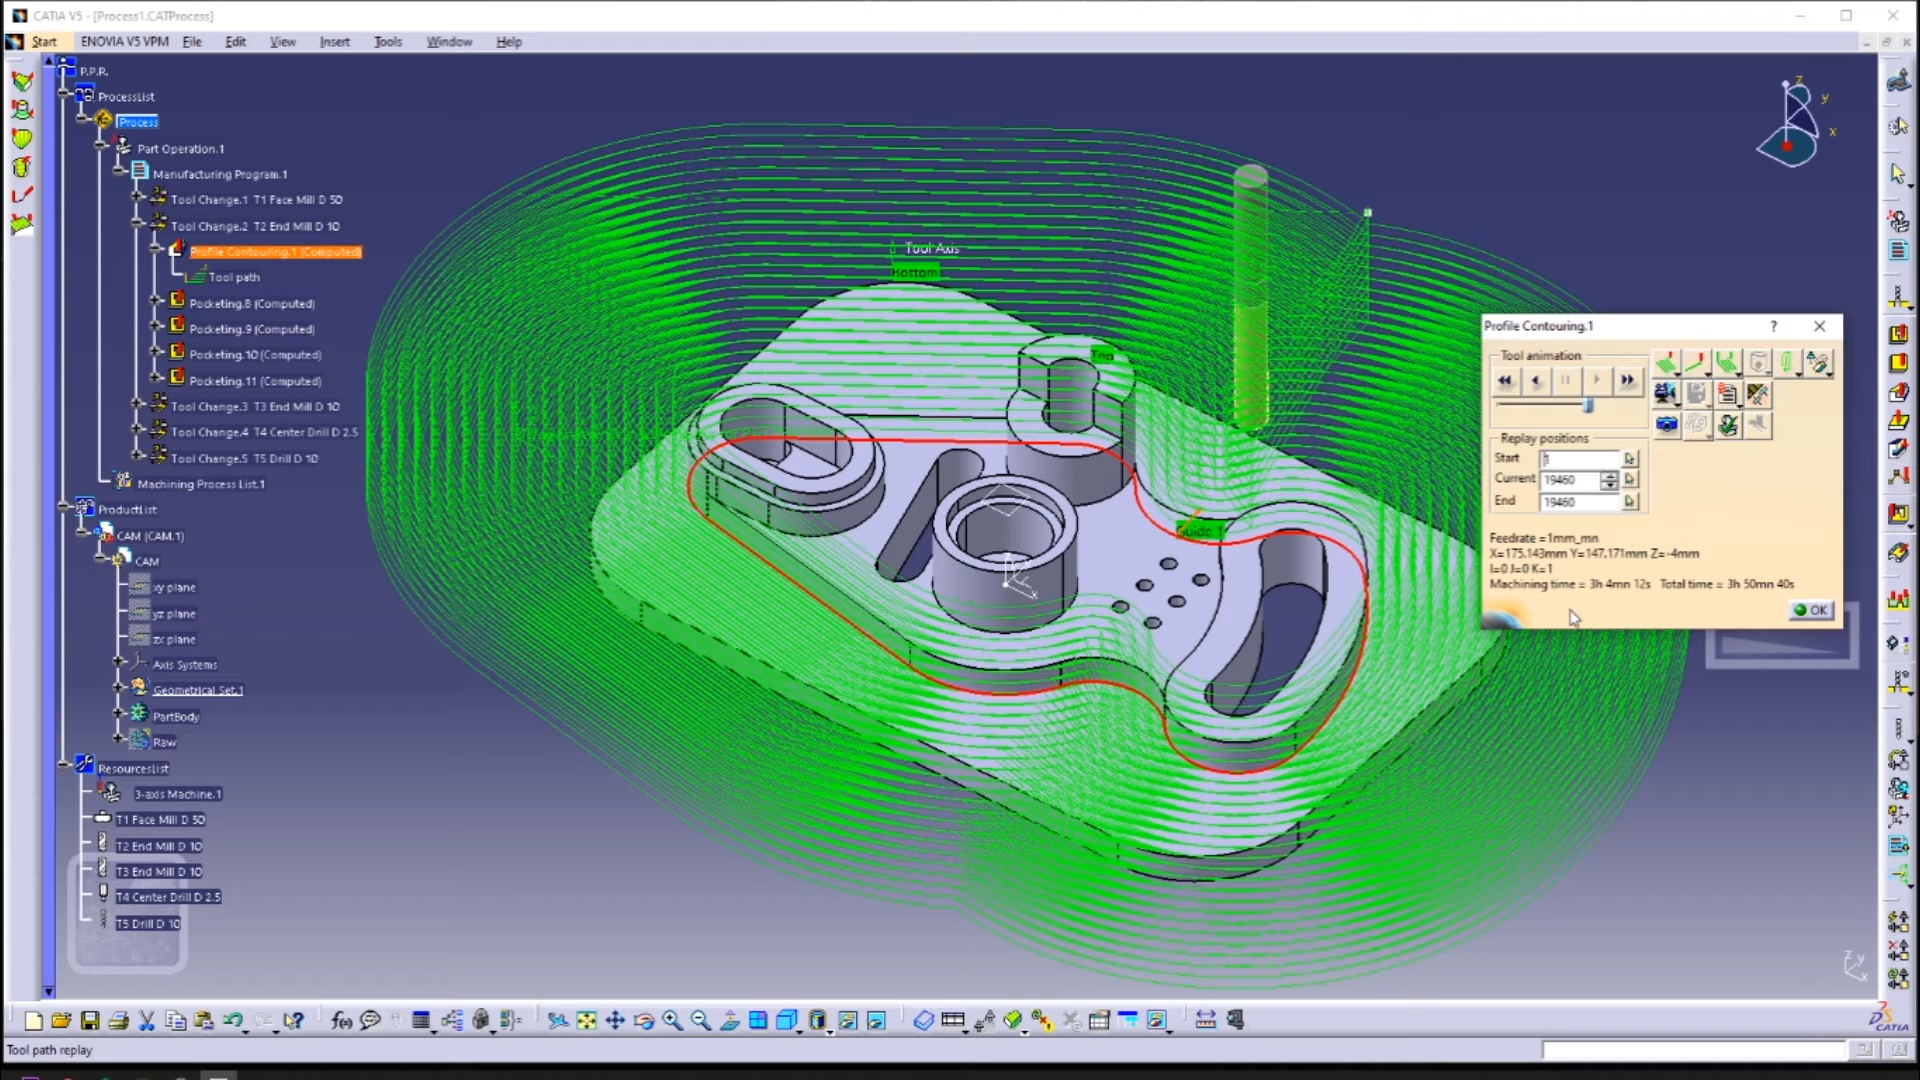 CATIA V5 - [Process1.CATProcess]
Start ENOVIA V5 VPM File Edit View Insert Tools Window Help
P.P.R.
ProcessList
Process
Part Operation.1
Manufacturing Program.1
Tool Change.1 T1 Face Mill D 50
Tool Change.2 T2 End Mill D 10
Profile Contouring.1 (Computed)
Tool path
Pocketing.8 (Computed)
Pocketing.9 (Computed)
Pocketing.10 (Computed)
Pocketing.11 (Computed)
Tool Change.3 T3 End Mill D 10
Tool Change.4 T4 Center Drill D 2.5
Tool Change.5 T5 Drill D 10
Machining Process List.1
ProductList
CAM (CAM.1)
CAM
xy plane
yz plane
zx plane
Axis Systems
Geometrical Set.1
PartBody
Raw
ResourcesList
3-axis Machine.1
T1 Face Mill D 50
T2 End Mill D 10
T3 End Mill D 10
T4 Center Drill D 2.5
T5 Drill D 10
Tool Axis
Bottom
Top
Guide 1
z
x
z
y
x
Profile Contouring.1 ?
Tool animation
Replay positions
Start 1
Current 19460
End 19460
Feedrate =1mm_mn
X=175.143mm Y=147.171mm Z=-4mm
I=0 J=0 K=1
Machining time = 3h 4mn 12s Total time = 3h 50mn 40s
OK
z y
x
f(x)
CATIA
Tool path replay